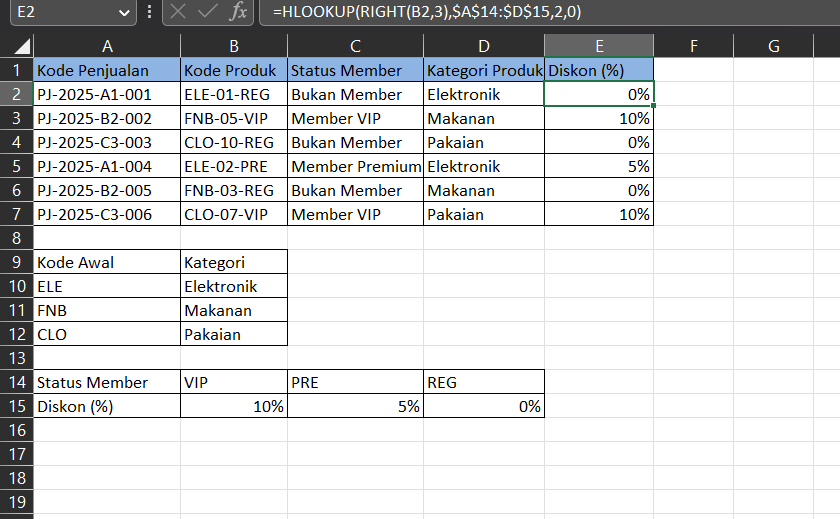 E2 fx =HLOOKUP(RIGHT(B2,3),$A$14:$D$15,2,0)
A B C D E F G
1 Kode Penjualan Kode Produk Status Member Kategori Produk Diskon (%)
2 PJ-2025-A1-001 ELE-01-REG Bukan Member Elektronik 0%
3 PJ-2025-B2-002 FNB-05-VIP Member VIP Makanan 10%
4 PJ-2025-C3-003 CLO-10-REG Bukan Member Pakaian 0%
5 PJ-2025-A1-004 ELE-02-PRE Member Premium Elektronik 5%
6 PJ-2025-B2-005 FNB-03-REG Bukan Member Makanan 0%
7 PJ-2025-C3-006 CLO-07-VIP Member VIP Pakaian 10%
8
9 Kode Awal Kategori
10 ELE Elektronik
11 FNB Makanan
12 CLO Pakaian
13
14 Status Member VIP PRE REG
15 Diskon (%) 10% 5% 0%
16
17
18
19